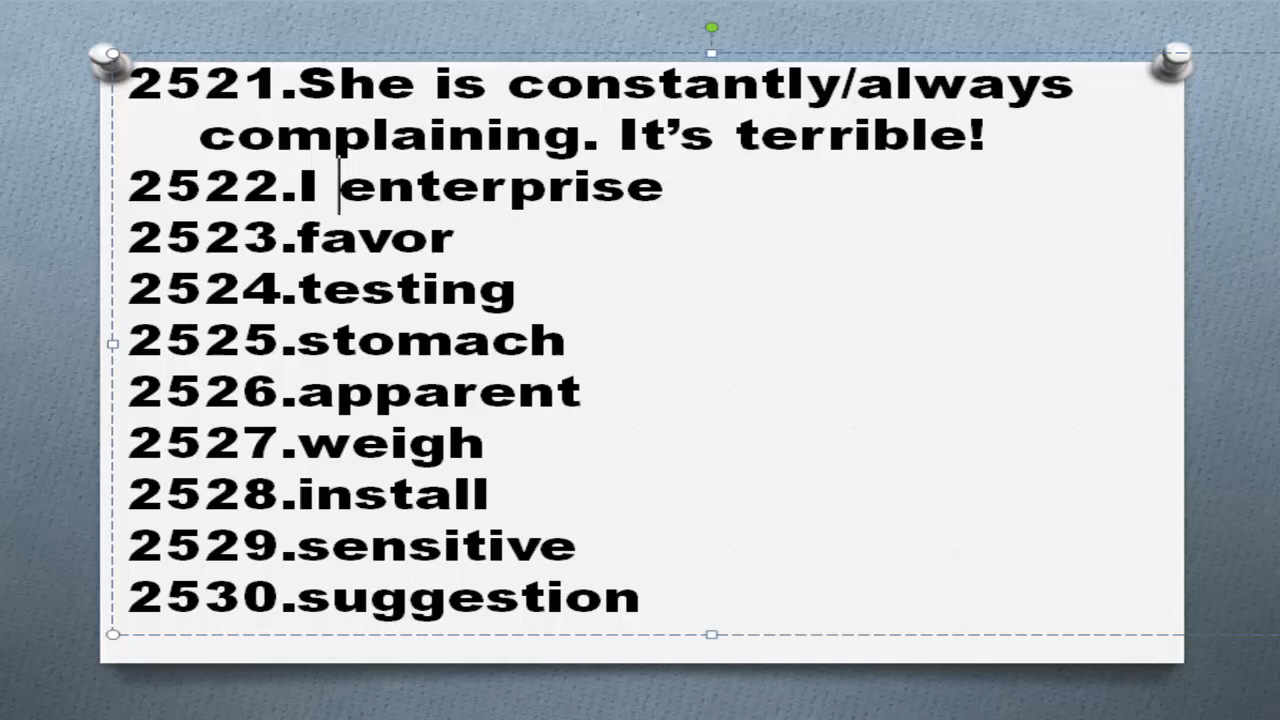 2521.She is constantly/always
complaining. It’s terrible!
2522.I enterprise
2523.favor
2524.testing
2525.stomach
2526.apparent
2527.weigh
2528.install
2529.sensitive
2530.suggestion